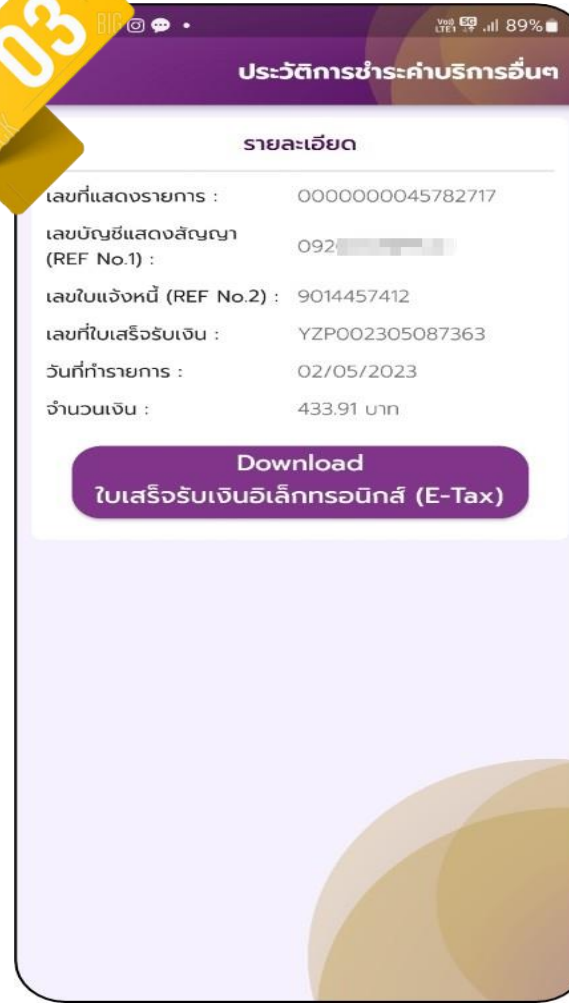 03
BIG
Vo) 5G
LTE1 89%
ประวัติการชำระค่าบริการอื่นๆ
รายละเอียด
เลขที่แสดงรายการ : 0000000045782717
เลขบัญชีแสดงสัญญา
(REF No.1) : 092
เลขใบแจ้งหนี้ (REF No.2) : 9014457412
เลขที่ใบเสร็จรับเงิน : YZP002305087363
วันที่ทำรายการ : 02/05/2023
จำนวนเงิน : 433.91 บาท
Download
ใบเสร็จรับเงินอิเล็กทรอนิกส์ (E-Tax)